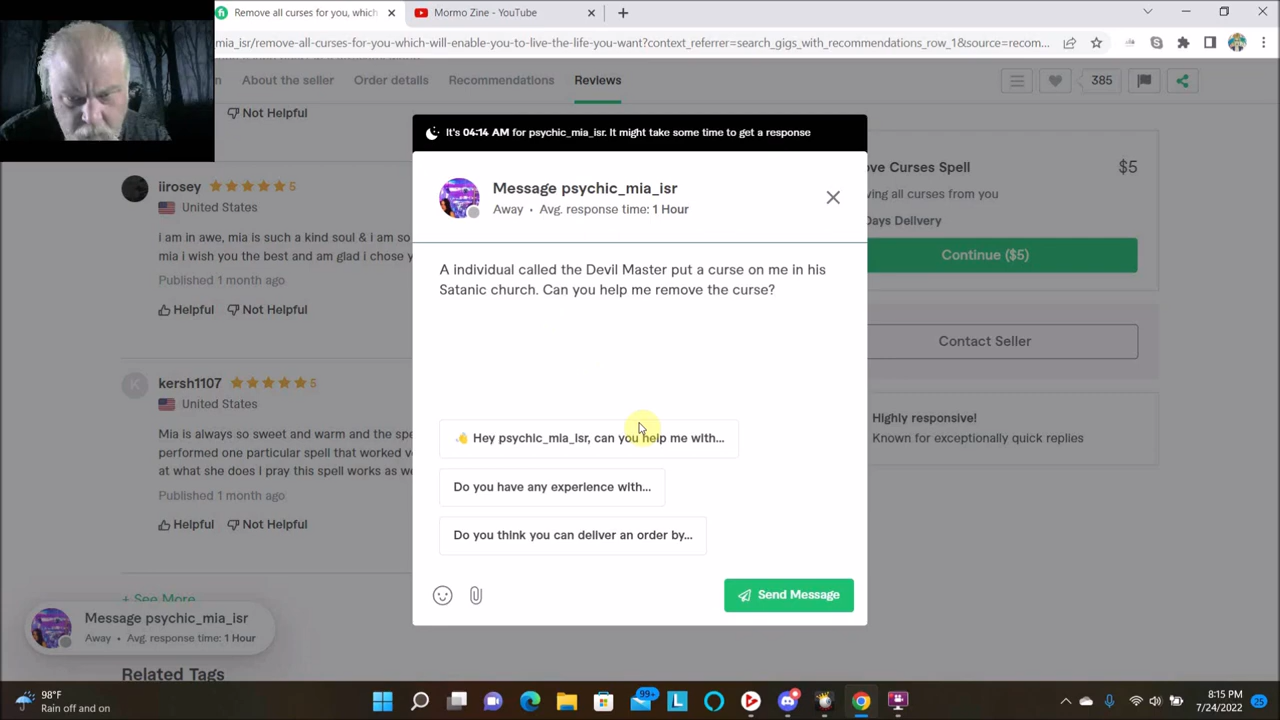 Remove all curses for you, which
Mormo Zine - YouTube
mia_isr/remove-all-curses-for-you-which-will-enable-you-to-live-the-life-you-want?context_referrer=search_gigs_with_recommendations_row_1&source=recom...
About the seller
Order details
Recommendations
Reviews
385
Not Helpful
It's 04:14 AM for psychic_mia_isr. It might take some time to get a response
Message psychic_mia_isr
Away • Avg. response time: 1 Hour
A individual called the Devil Master put a curse on me in his
Satanic church. Can you help me remove the curse?
Hey psychic_mia_isr, can you help me with...
Do you have any experience with...
Do you think you can deliver an order by...
Send Message
iirosey 5
United States
i am in awe, mia is such a kind soul & i am so
mia i wish you the best and am glad i chose y
Published 1 month ago
Helpful Not Helpful
K
kersh1107 5
United States
Mia is always so sweet and warm and the spe
performed one particular spell that worked ve
at what she does I pray this spell works as we
Published 1 month ago
Helpful Not Helpful
+ See More
Message psychic_mia_isr
Away • Avg. response time: 1 Hour
Related Tags
ove Curses Spell $5
ving all curses from you
Days Delivery
Continue ($5)
Contact Seller
Highly responsive!
Known for exceptionally quick replies
98°F
Rain off and on
99+
L
8:15 PM
7/24/2022
25